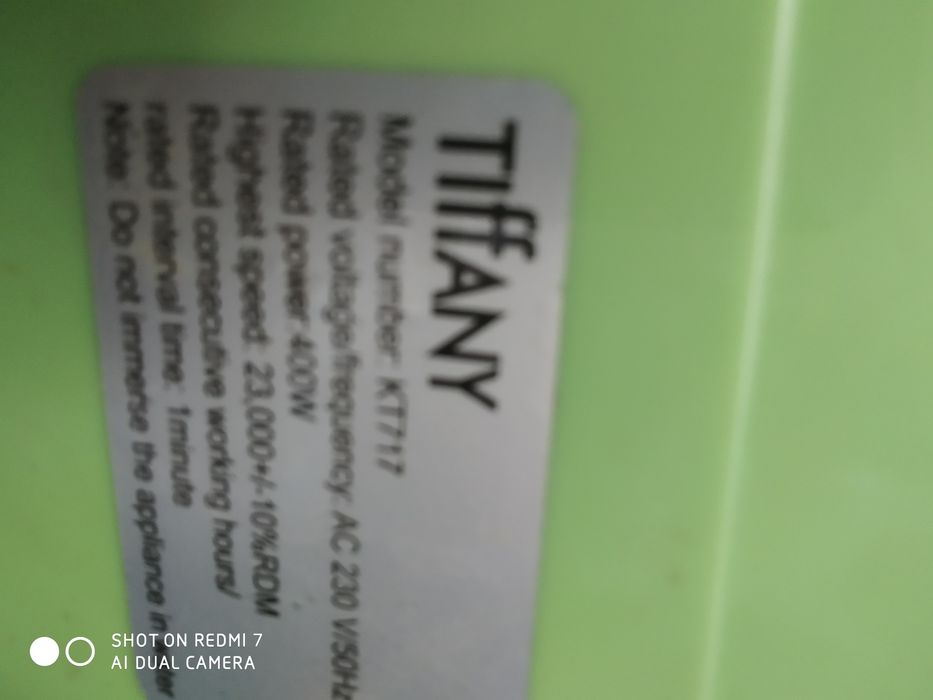 TIffANY
Model number: KT717
Rated voltage/frequency: AC 230 V/50Hz
Rated power: 400W
Highest speed: 23,000+/-10%RDM
Rated consecutive working hours/
rated interval time: 1minute
Note: Do not immerse the appliance in water
SHOT ON REDMI 7
AI DUAL CAMERA